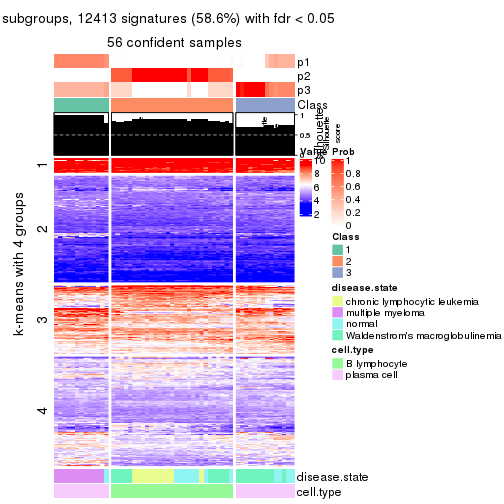 subgroups, 12413 signatures (58.6%) with fdr < 0.05
56 confident samples
p1
p2
p3
Class
1
0.5
0
silhouette
score
k-means with 4 groups
1
2
3
4
Value
10
8
6
4
2
Prob
1
0.8
0.6
0.4
0.2
0
Class
1
2
3
disease.state
chronic lymphocytic leukemia
multiple myeloma
normal
Waldenstrom's macroglobulinemia
cell.type
B lymphocyte
plasma cell
disease.state
cell.type